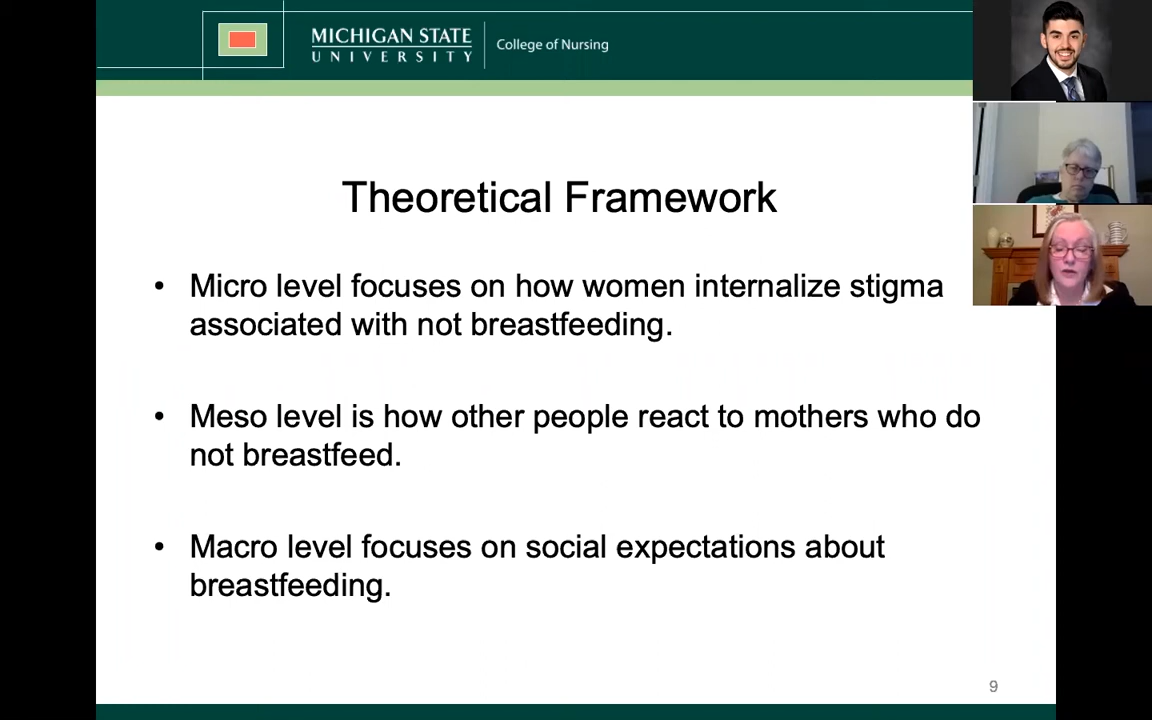 MICHIGAN STATE
UNIVERSITY
College of Nursing
Theoretical Framework
• Micro level focuses on how women internalize stigma
associated with not breastfeeding.
• Meso level is how other people react to mothers who do
not breastfeed.
• Macro level focuses on social expectations about
breastfeeding.
9